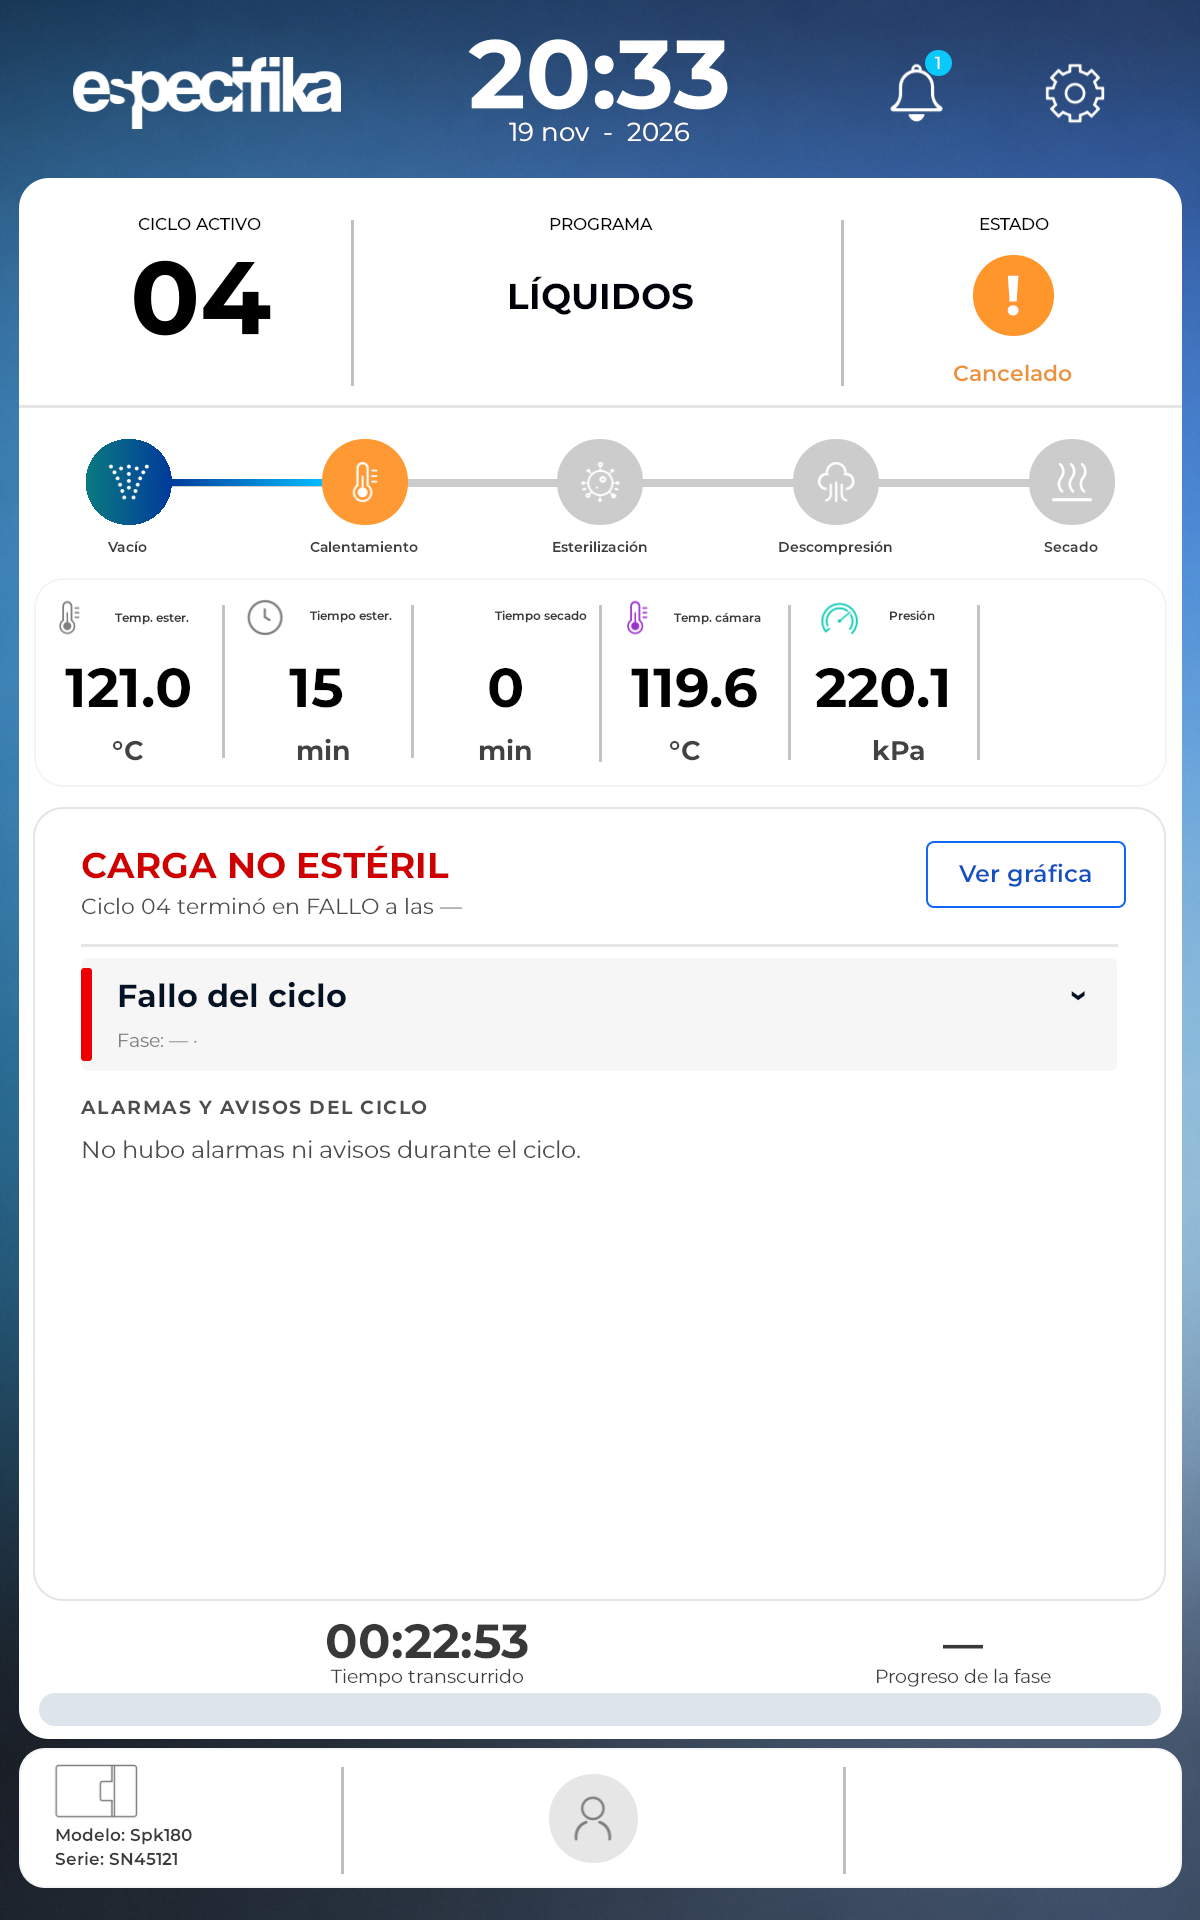 especifika
20:33
19 nov - 2026
1
CICLO ACTIVO
04
PROGRAMA
LÍQUIDOS
ESTADO
!
Cancelado
Vacío
Calentamiento
Esterilización
Descompresión
Secado
Temp. ester.
121.0
°C
Tiempo ester.
15
min
Tiempo secado
0
min
Temp. cámara
119.6
°C
Presión
220.1
kPa
CARGA NO ESTÉRIL
Ciclo 04 terminó en FALLO a las —
Ver gráfica
Fallo del ciclo
Fase: — ·
ALARMAS Y AVISOS DEL CICLO
No hubo alarmas ni avisos durante el ciclo.
00:22:53
Tiempo transcurrido
—
Progreso de la fase
Modelo: Spk180
Serie: SN45121